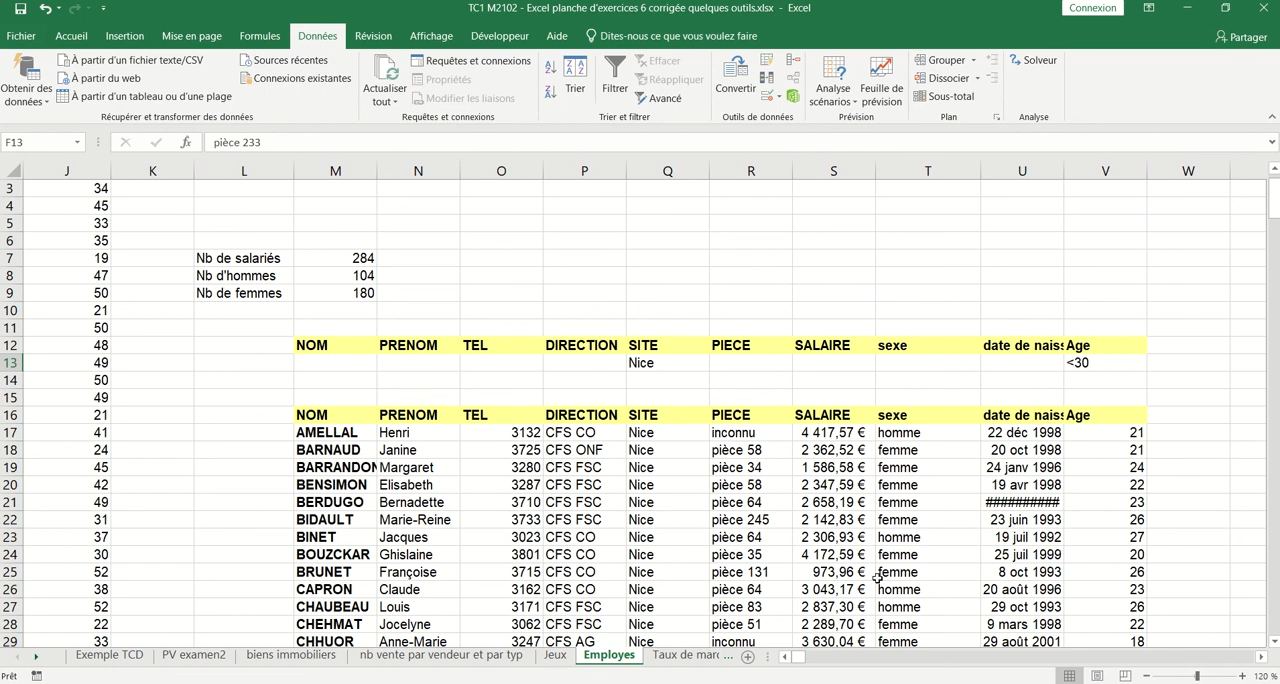 TC1 M2102 - Excel planche d'exercices 6 corrigée quelques outils.xlsx - Excel
Connexion
Fichier Accueil Insertion Mise en page Formules Données Révision Affichage Développeur Aide Dites-nous ce que vous voulez faire Partager
Obtenir des données
À partir d'un fichier texte/CSV
À partir du web
À partir d'un tableau ou d'une plage
Sources récentes
Connexions existantes
Récupérer et transformer des données
Actualiser tout
Requêtes et connexions
Propriétés
Modifier les liaisons
Requêtes et connexions
Trier
Filtrer
Effacer
Réappliquer
Avancé
Trier et filtrer
Convertir
Outils de données
Analyse scénarios
Feuille de prévision
Prévision
Grouper
Dissocier
Sous-total
Plan
Solveur
Analyse
F13 fx pièce 233
J K L M N O P Q R S T U V W
3 34
4 45
5 33
6 35
7 19 Nb de salariés 284
8 47 Nb d'hommes 104
9 50 Nb de femmes 180
10 21
11 50
12 48 NOM PRENOM TEL DIRECTION SITE PIECE SALAIRE sexe date de naiss Age
13 49 Nice <30
14 50
15 49
16 21 NOM PRENOM TEL DIRECTION SITE PIECE SALAIRE sexe date de naiss Age
17 41 AMELLAL Henri 3132 CFS CO Nice inconnu 4 417,57 € homme 22 déc 1998 21
18 24 BARNAUD Janine 3725 CFS ONF Nice pièce 58 2 362,52 € femme 20 oct 1998 21
19 45 BARRANDON Margaret 3280 CFS FSC Nice pièce 34 1 586,58 € femme 24 janv 1996 24
20 42 BENSIMON Elisabeth 3287 CFS FSC Nice pièce 58 2 347,59 € femme 19 avr 1998 22
21 49 BERDUGO Bernadette 3710 CFS FSC Nice pièce 64 2 658,19 € femme ########## 23
22 31 BIDAULT Marie-Reine 3733 CFS FSC Nice pièce 245 2 142,83 € femme 23 juin 1993 26
23 37 BINET Jacques 3023 CFS CO Nice pièce 64 2 306,93 € homme 19 juil 1992 27
24 30 BOUZCKAR Ghislaine 3801 CFS CO Nice pièce 35 4 172,59 € femme 25 juil 1999 20
25 52 BRUNET Françoise 3715 CFS CO Nice pièce 131 973,96 € femme 8 oct 1993 26
26 38 CAPRON Claude 3162 CFS CO Nice pièce 64 3 043,17 € homme 20 août 1996 23
27 52 CHAUBEAU Louis 3171 CFS FSC Nice pièce 83 2 837,30 € homme 29 oct 1993 26
28 22 CHEHMAT Jocelyne 3062 CFS FSC Nice pièce 51 2 289,70 € femme 9 mars 1998 22
29 33 CHHUOR Anne-Marie 3247 CFS AG Nice inconnu 3 630,04 € femme 29 août 2001 18
Exemple TCD PV examen2 biens immobiliers nb vente par vendeur et par typ Jeux Employes Taux de marc ...
Prêt 120 %